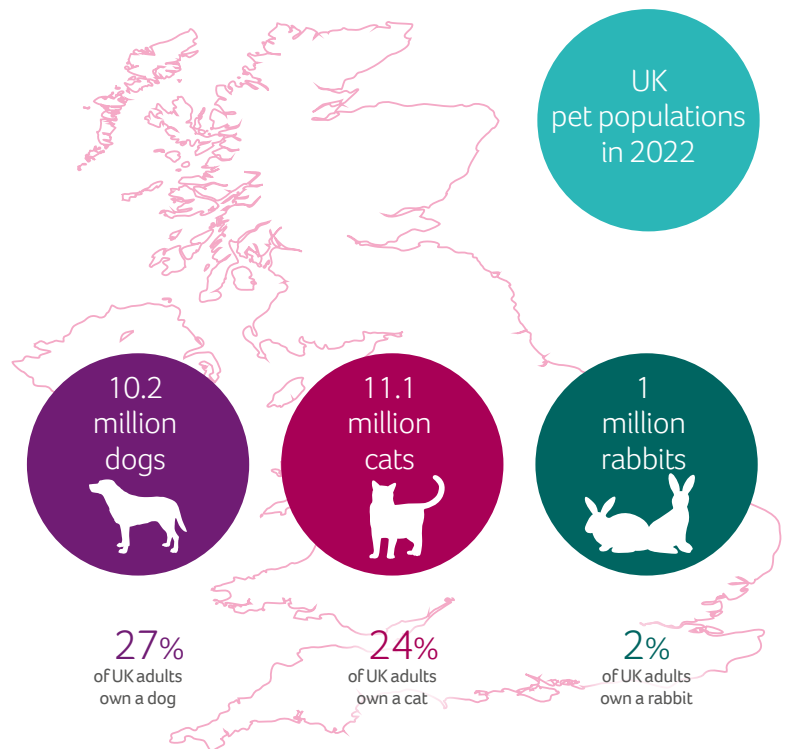 UK
pet populations
in 2022
10.2
million
dogs
11.1
million
cats
1
million
rabbits
27%
of UK adults
own a dog
24%
of UK adults
own a cat
2%
of UK adults
own a rabbit